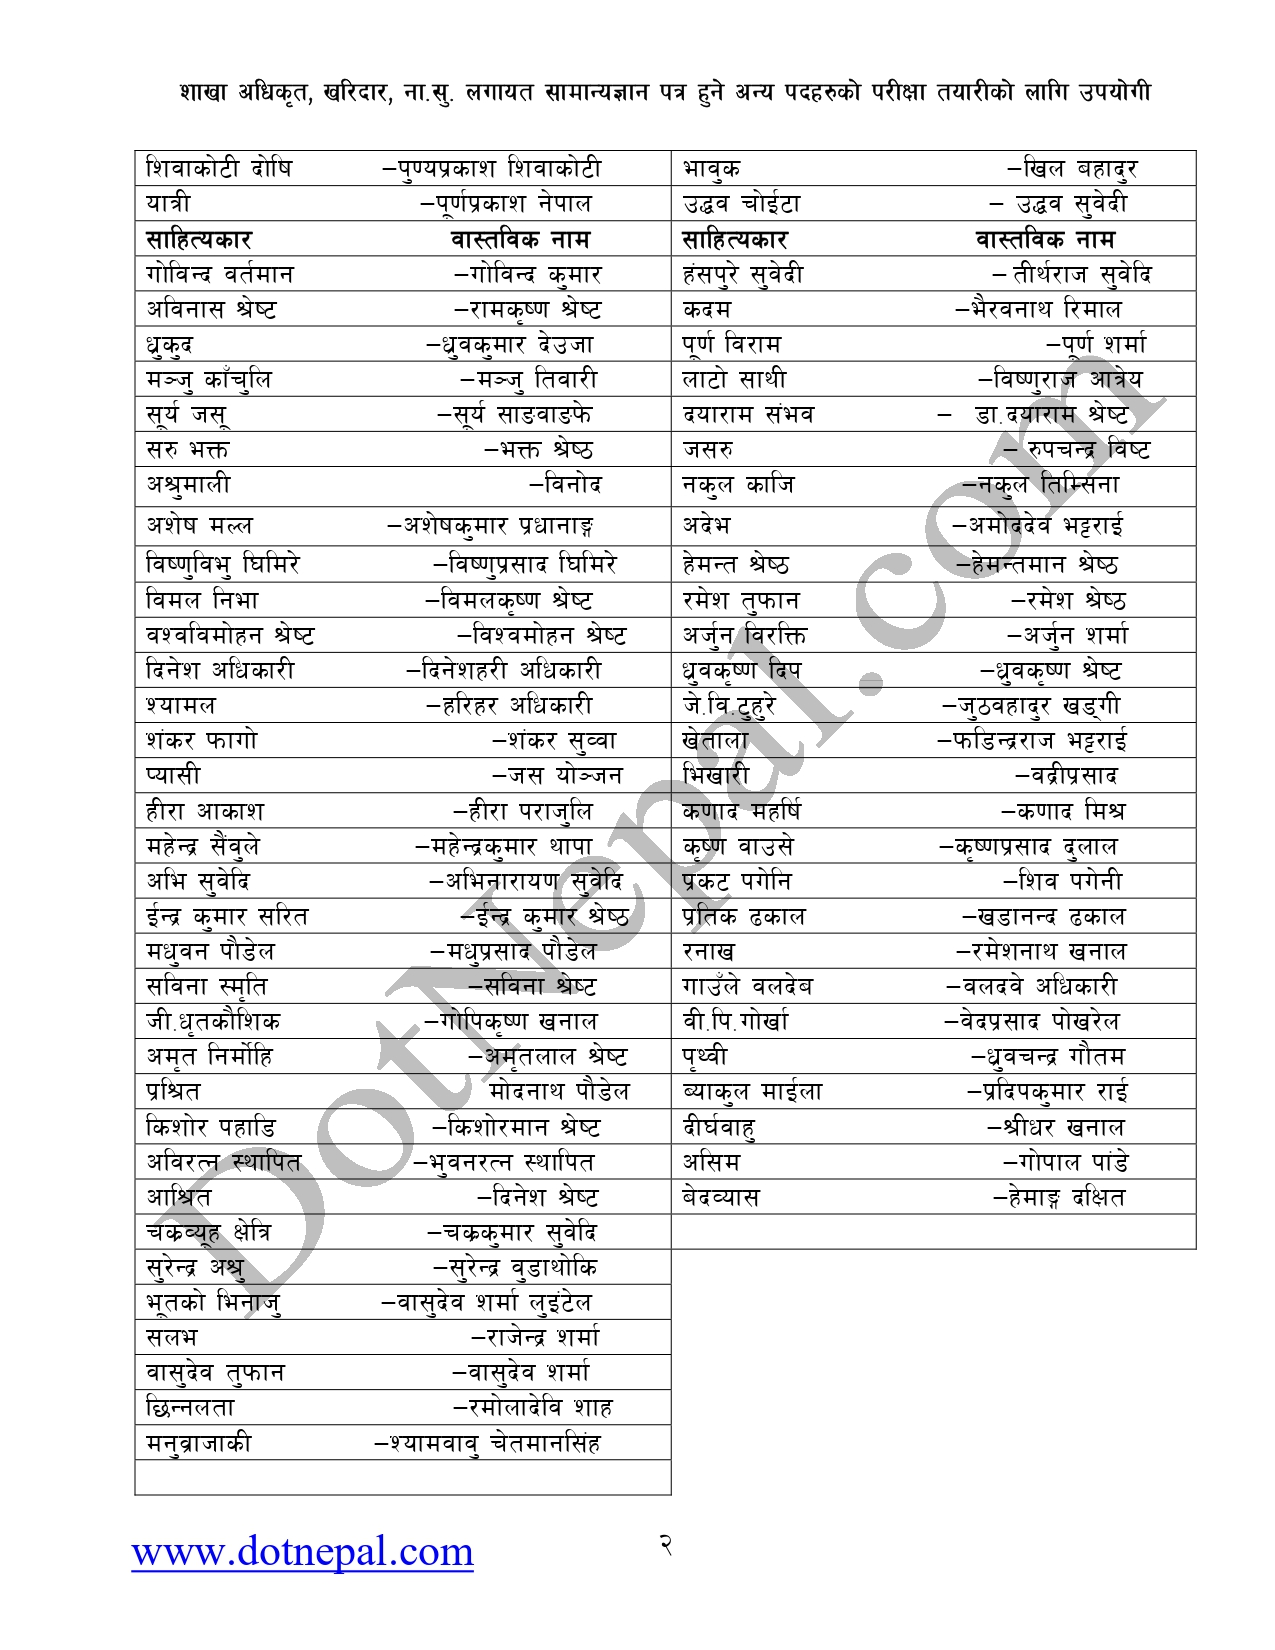 शाखा अधिकृत, खरिदार, ना.सु. लगायत सामान्यज्ञान पत्र हुने अन्य पदहरुको परीक्षा तयारीको लागि उपयोगी
शिवाकोटी दोषि –पुण्यप्रकाश शिवाकोटी भावुक –खिल बहादुर
यात्री –पूर्णप्रकाश नेपाल उद्धव चोईटा – उद्धव सुवेदी
साहित्यकार वास्तविक नाम साहित्यकार वास्तविक नाम
गोविन्द वर्तमान –गोविन्द कुमार हंसपुरे सुवेदी – तीर्थराज सुवेदि
अविनास श्रेष्ट –रामकृष्ण श्रेष्ट कदम –भैरवनाथ रिमाल
ध्रुकुद –ध्रुवकुमार देउजा पूर्ण विराम –पूर्ण शर्मा
मञ्जु काँचुलि –मञ्जु तिवारी लाटो साथी –विष्णुराज आत्रेय
सूर्य जसू –सूर्य साङवाङफे दयाराम संभव – डा.दयाराम श्रेष्ट
सरु भक्त –भक्त श्रेष्ठ जसरु – रुपचन्द्र विष्ट
अश्रुमाली –विनोद नकुल काजि –नकुल तिम्सिना
अशेष मल्ल –अशेषकुमार प्रधानाङ्ग अदेभ –अमोददेव भट्टराई
विष्णुविभु घिमिरे –विष्णुप्रसाद घिमिरे हेमन्त श्रेष्ठ –हेमन्तमान श्रेष्ठ
विमल निभा –विमलकृष्ण श्रेष्ट रमेश तुफान –रमेश श्रेष्ठ
वश्वविमोहन श्रेष्ट –विश्वमोहन श्रेष्ट अर्जुन विरक्ति –अर्जुन शर्मा
दिनेश अधिकारी –दिनेशहरी अधिकारी ध्रुवकृष्ण दिप –ध्रुवकृष्ण श्रेष्ट
श्यामल –हरिहर अधिकारी जे.वि.टुहुरे –जुठवहादुर खड्गी
शंकर फागो –शंकर सुव्वा खेताला –फडिन्द्रराज भट्टराई
प्यासी –जस योञ्जन भिखारी –वद्रीप्रसाद
हीरा आकाश –हीरा पराजुलि कणाद महर्षि –कणाद मिश्र
महेन्द्र सैंवुले –महेन्द्रकुमार थापा कृष्ण वाउसे –कृष्णप्रसाद दुलाल
अभि सुवेदि –अभिनारायण सुवेदि प्रकट पगेनि –शिव पगेनी
ईन्द्र कुमार सरित –ईन्द्र कुमार श्रेष्ठ प्रतिक ढकाल –खडानन्द ढकाल
मधुवन पौडेल –मधुप्रसाद पौडेल रनाख –रमेशनाथ खनाल
सविना स्मृति –सविना श्रेष्ट गाउँले वलदेब –वलदवे अधिकारी
जी.धृतकौशिक –गोपिकृष्ण खनाल वी.पि.गोर्खा –वेदप्रसाद पोखरेल
अमृत निर्मोहि –अमृतलाल श्रेष्ट पृथ्वी –ध्रुवचन्द्र गौतम
प्रश्रित मोदनाथ पौडेल ब्याकुल माईला –प्रदिपकुमार राई
किशोर पहाडि –किशोरमान श्रेष्ट दीर्घवाहु –श्रीधर खनाल
अविरत्न स्थापित –भुवनरत्न स्थापित असिम –गोपाल पांडे
आश्रित –दिनेश श्रेष्ट बेदव्यास –हेमाङ्ग दक्षित
चक्रव्यूह क्षेत्रि –चक्रकुमार सुवेदि
सुरेन्द्र अश्रु –सुरेन्द्र वुडाथोकि
भूतको भिनाजु –वासुदेव शर्मा लुइंटेल
सलभ –राजेन्द्र शर्मा
वासुदेव तुफान –वासुदेव शर्मा
छिन्नलता –रमोलादेवि शाह
मनुव्राजाकी –श्यामवावु चेतमानसिंह
www.dotnepal.com २
DotNepal.com